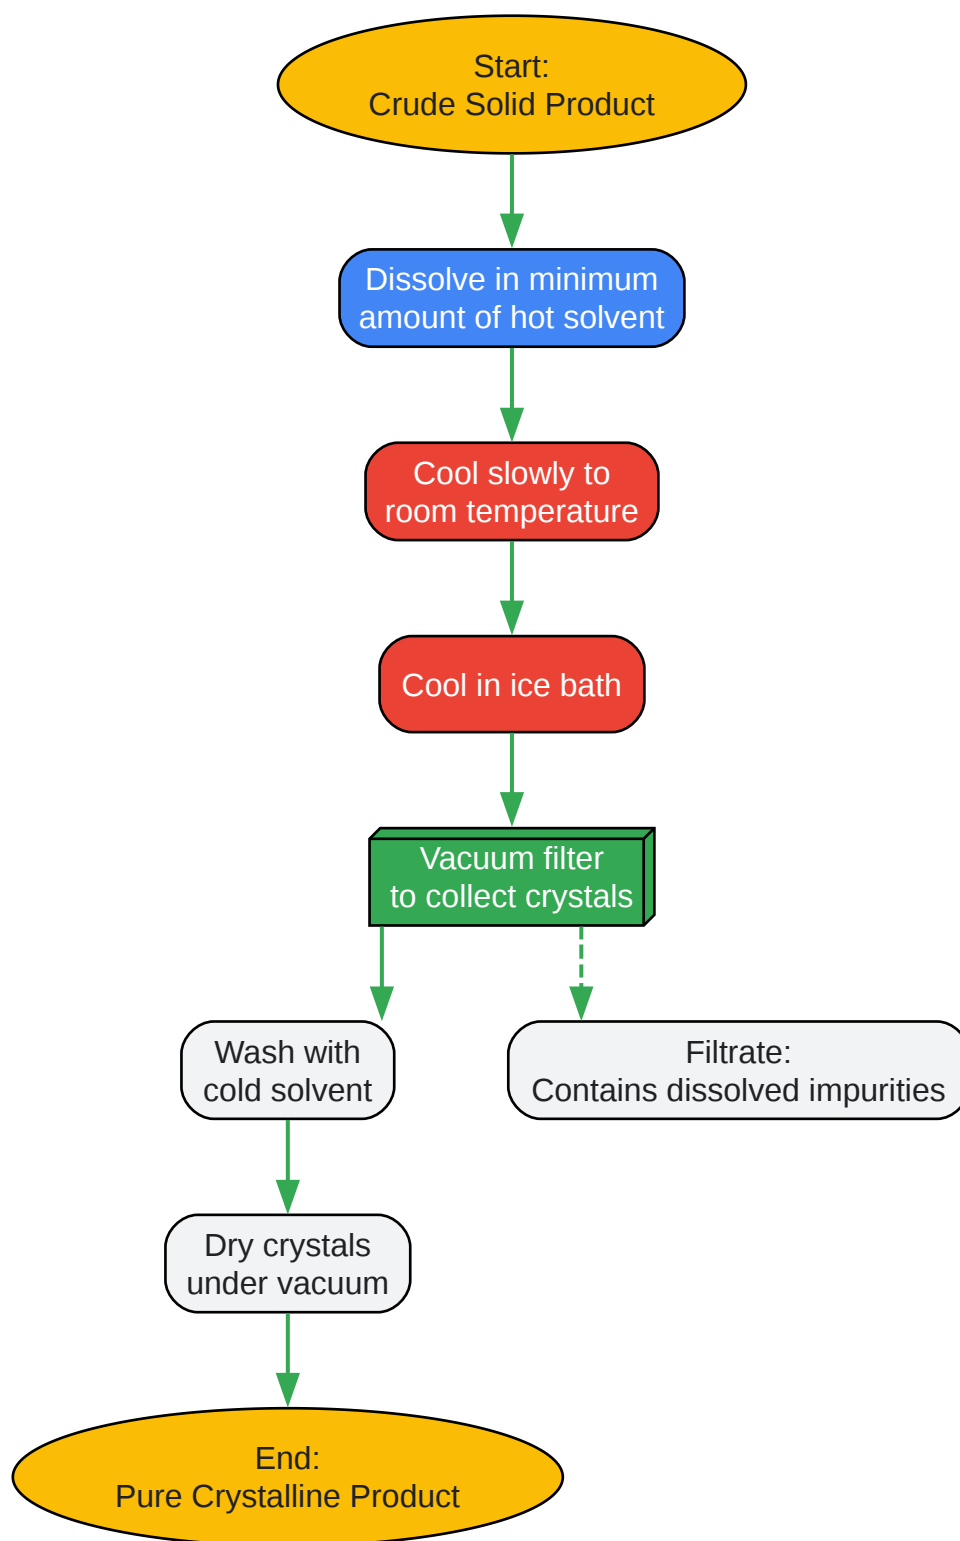 Start:
Crude Solid Product
Dissolve in minimum
amount of hot solvent
Cool slowly to
room temperature
Cool in ice bath
Vacuum filter
to collect crystals
Wash with
cold solvent
Filtrate:
Contains dissolved impurities
Dry crystals
under vacuum
End:
Pure Crystalline Product